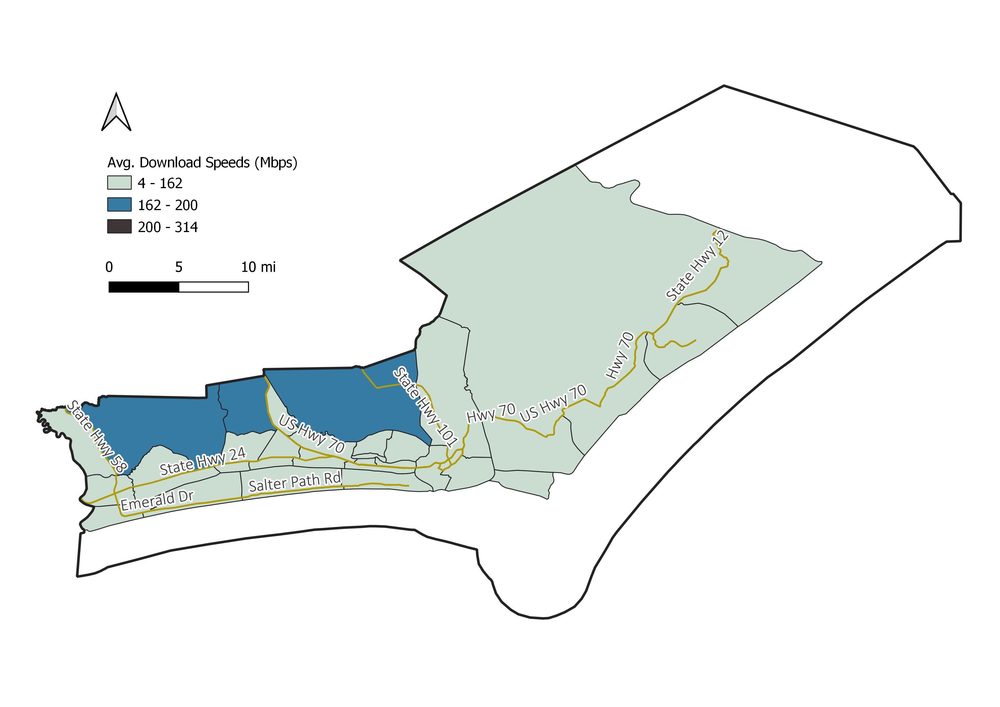 Avg. Download Speeds (Mbps)
4 - 162
162 - 200
200 - 314
0 5 10 mi
State Hwy 12
Hwy 70
US Hwy 70
Hwy 70
State Hwy 101
US Hwy 70
State Hwy 58
State Hwy 24
Salter Path Rd
Emerald Dr